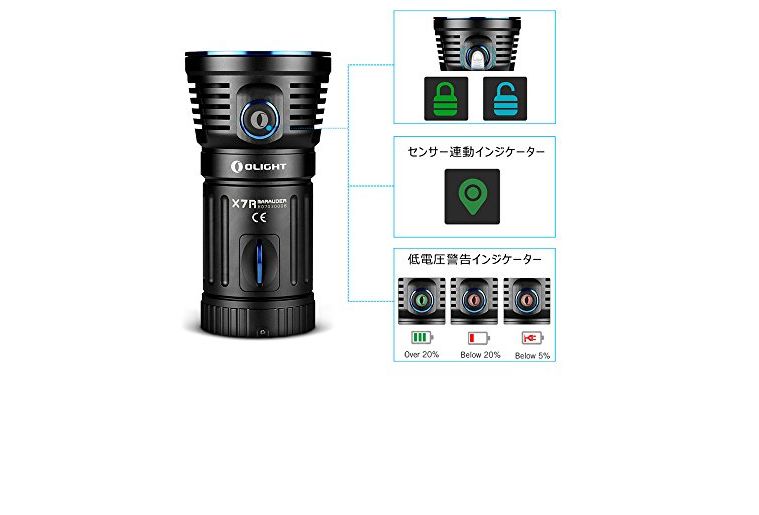 OLIGHT
X7R MARAUDER
CE
センサー連動インジケーター
低電圧警告インジケーター
Over 20%
Below 20%
Below 5%